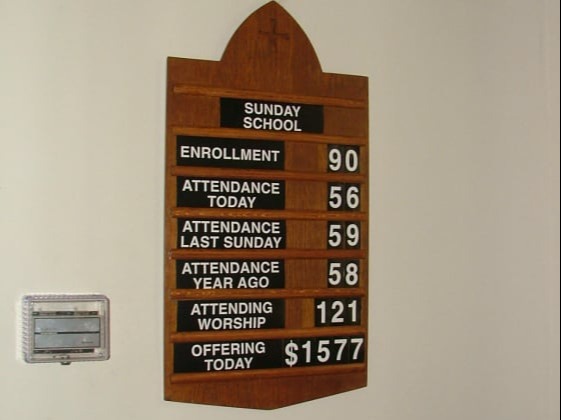 SUNDAY
SCHOOL
ENROLLMENT 90
ATTENDANCE
TODAY 56
ATTENDANCE
LAST SUNDAY 59
ATTENDANCE
YEAR AGO 58
ATTENDING
WORSHIP 121
OFFERING
TODAY $1577